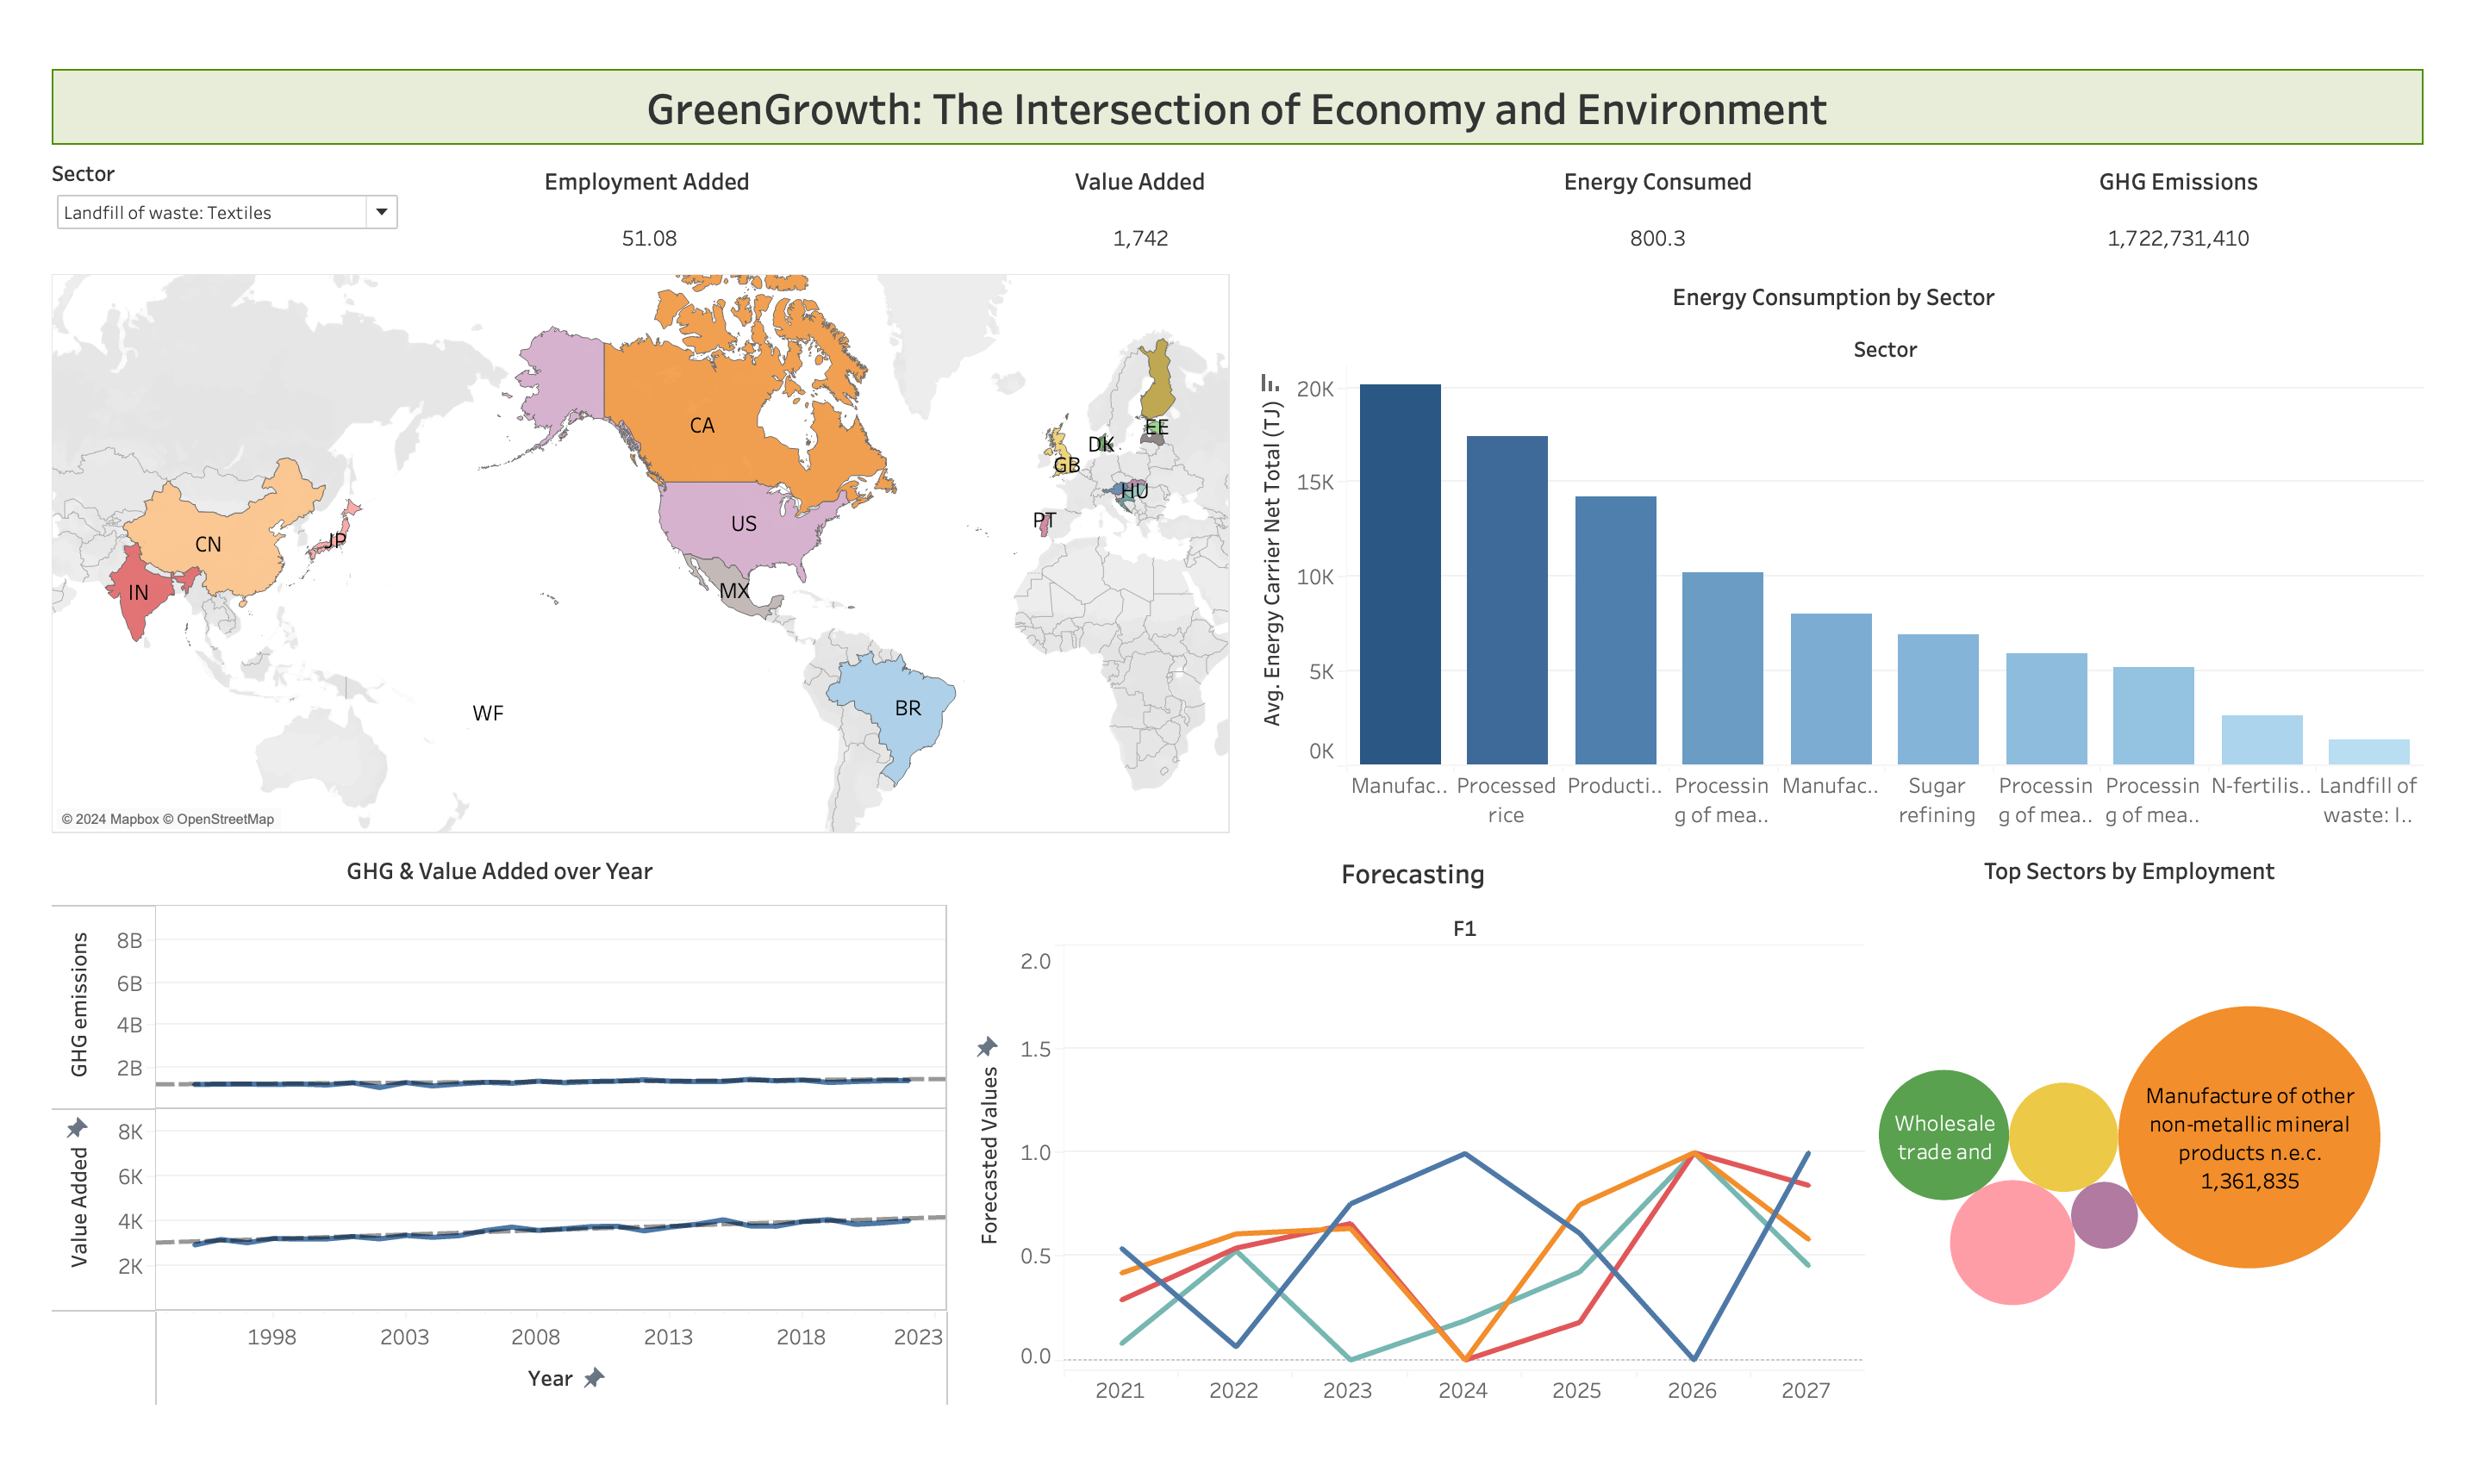 GreenGrowth: The Intersection of Economy and Environment
Sector
Landfill of waste: Textiles
Employment Added
51.08
Value Added
1,742
Energy Consumed
800.3
GHG Emissions
1,722,731,410
CA
US
MX
BR
CN
JP
IN
WF
GB
DK
EE
HU
PT
© 2024 Mapbox © OpenStreetMap
Energy Consumption by Sector
Sector
Avg. Energy Carrier Net Total (TJ)
20K
15K
10K
5K
0K
Manufac..
Processed
rice
Producti..
Processin
g of mea..
Manufac..
Sugar
refining
Processin
g of mea..
Processin
g of mea..
N-fertilis..
Landfill of
waste: I..
GHG & Value Added over Year
GHG emissions
8B
6B
4B
2B
Value Added
8K
6K
4K
2K
1998
2003
2008
2013
2018
2023
Year
Forecasting
F1
Forecasted Values
2.0
1.5
1.0
0.5
0.0
2021
2022
2023
2024
2025
2026
2027
Top Sectors by Employment
Wholesale
trade and
Manufacture of other
non-metallic mineral
products n.e.c.
1,361,835